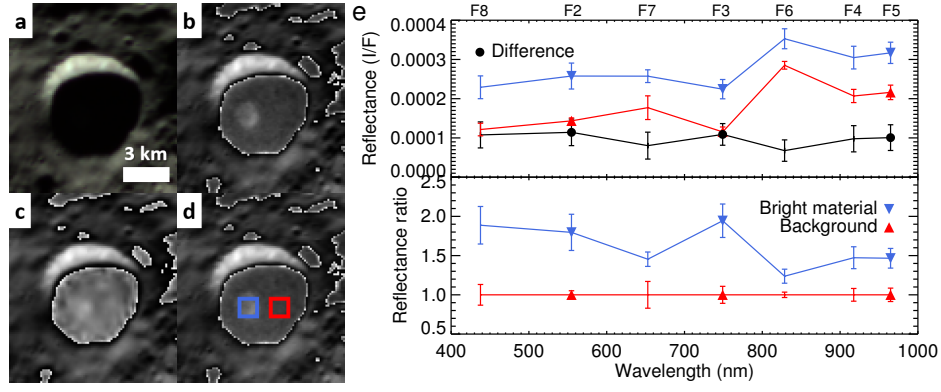 a
b
3 km
c
d
e
F8 F2 F7 F3 F6 F4 F5
Reflectance (I/F)
0.0004
0.0003
0.0002
0.0001
0.0000
Difference
Reflectance ratio
2.5
2.0
1.5
1.0
0.5
Bright material
Background
400 500 600 700 800 900 1000
Wavelength (nm)